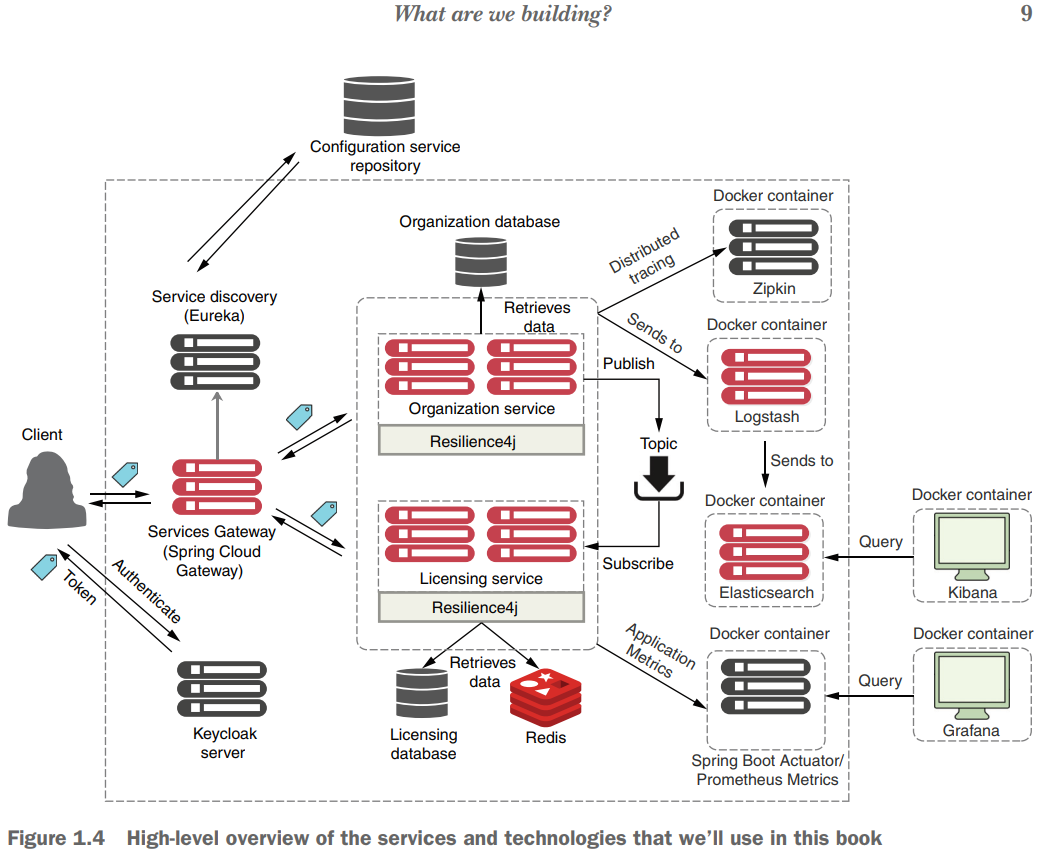 What are we building?
9
Configuration service
repository
Docker container
Organization database
Distributed
tracing
Zipkin
Service discovery
(Eureka)
Retrieves
data
Sends to
Docker container
Publish
Logstash
Organization service
Resilience4j
Client
Topic
Sends to
Docker container
Docker container
Services Gateway
(Spring Cloud
Gateway)
Query
Subscribe
Licensing service
Elasticsearch
Kibana
Resilience4j
Token
Authenticate
Application
Metrics
Docker container
Docker container
Retrieves
data
Query
Keycloak
server
Licensing
database
Redis
Grafana
Spring Boot Actuator/
Prometheus Metrics
Figure 1.4 High-level overview of the services and technologies that we'll use in this book